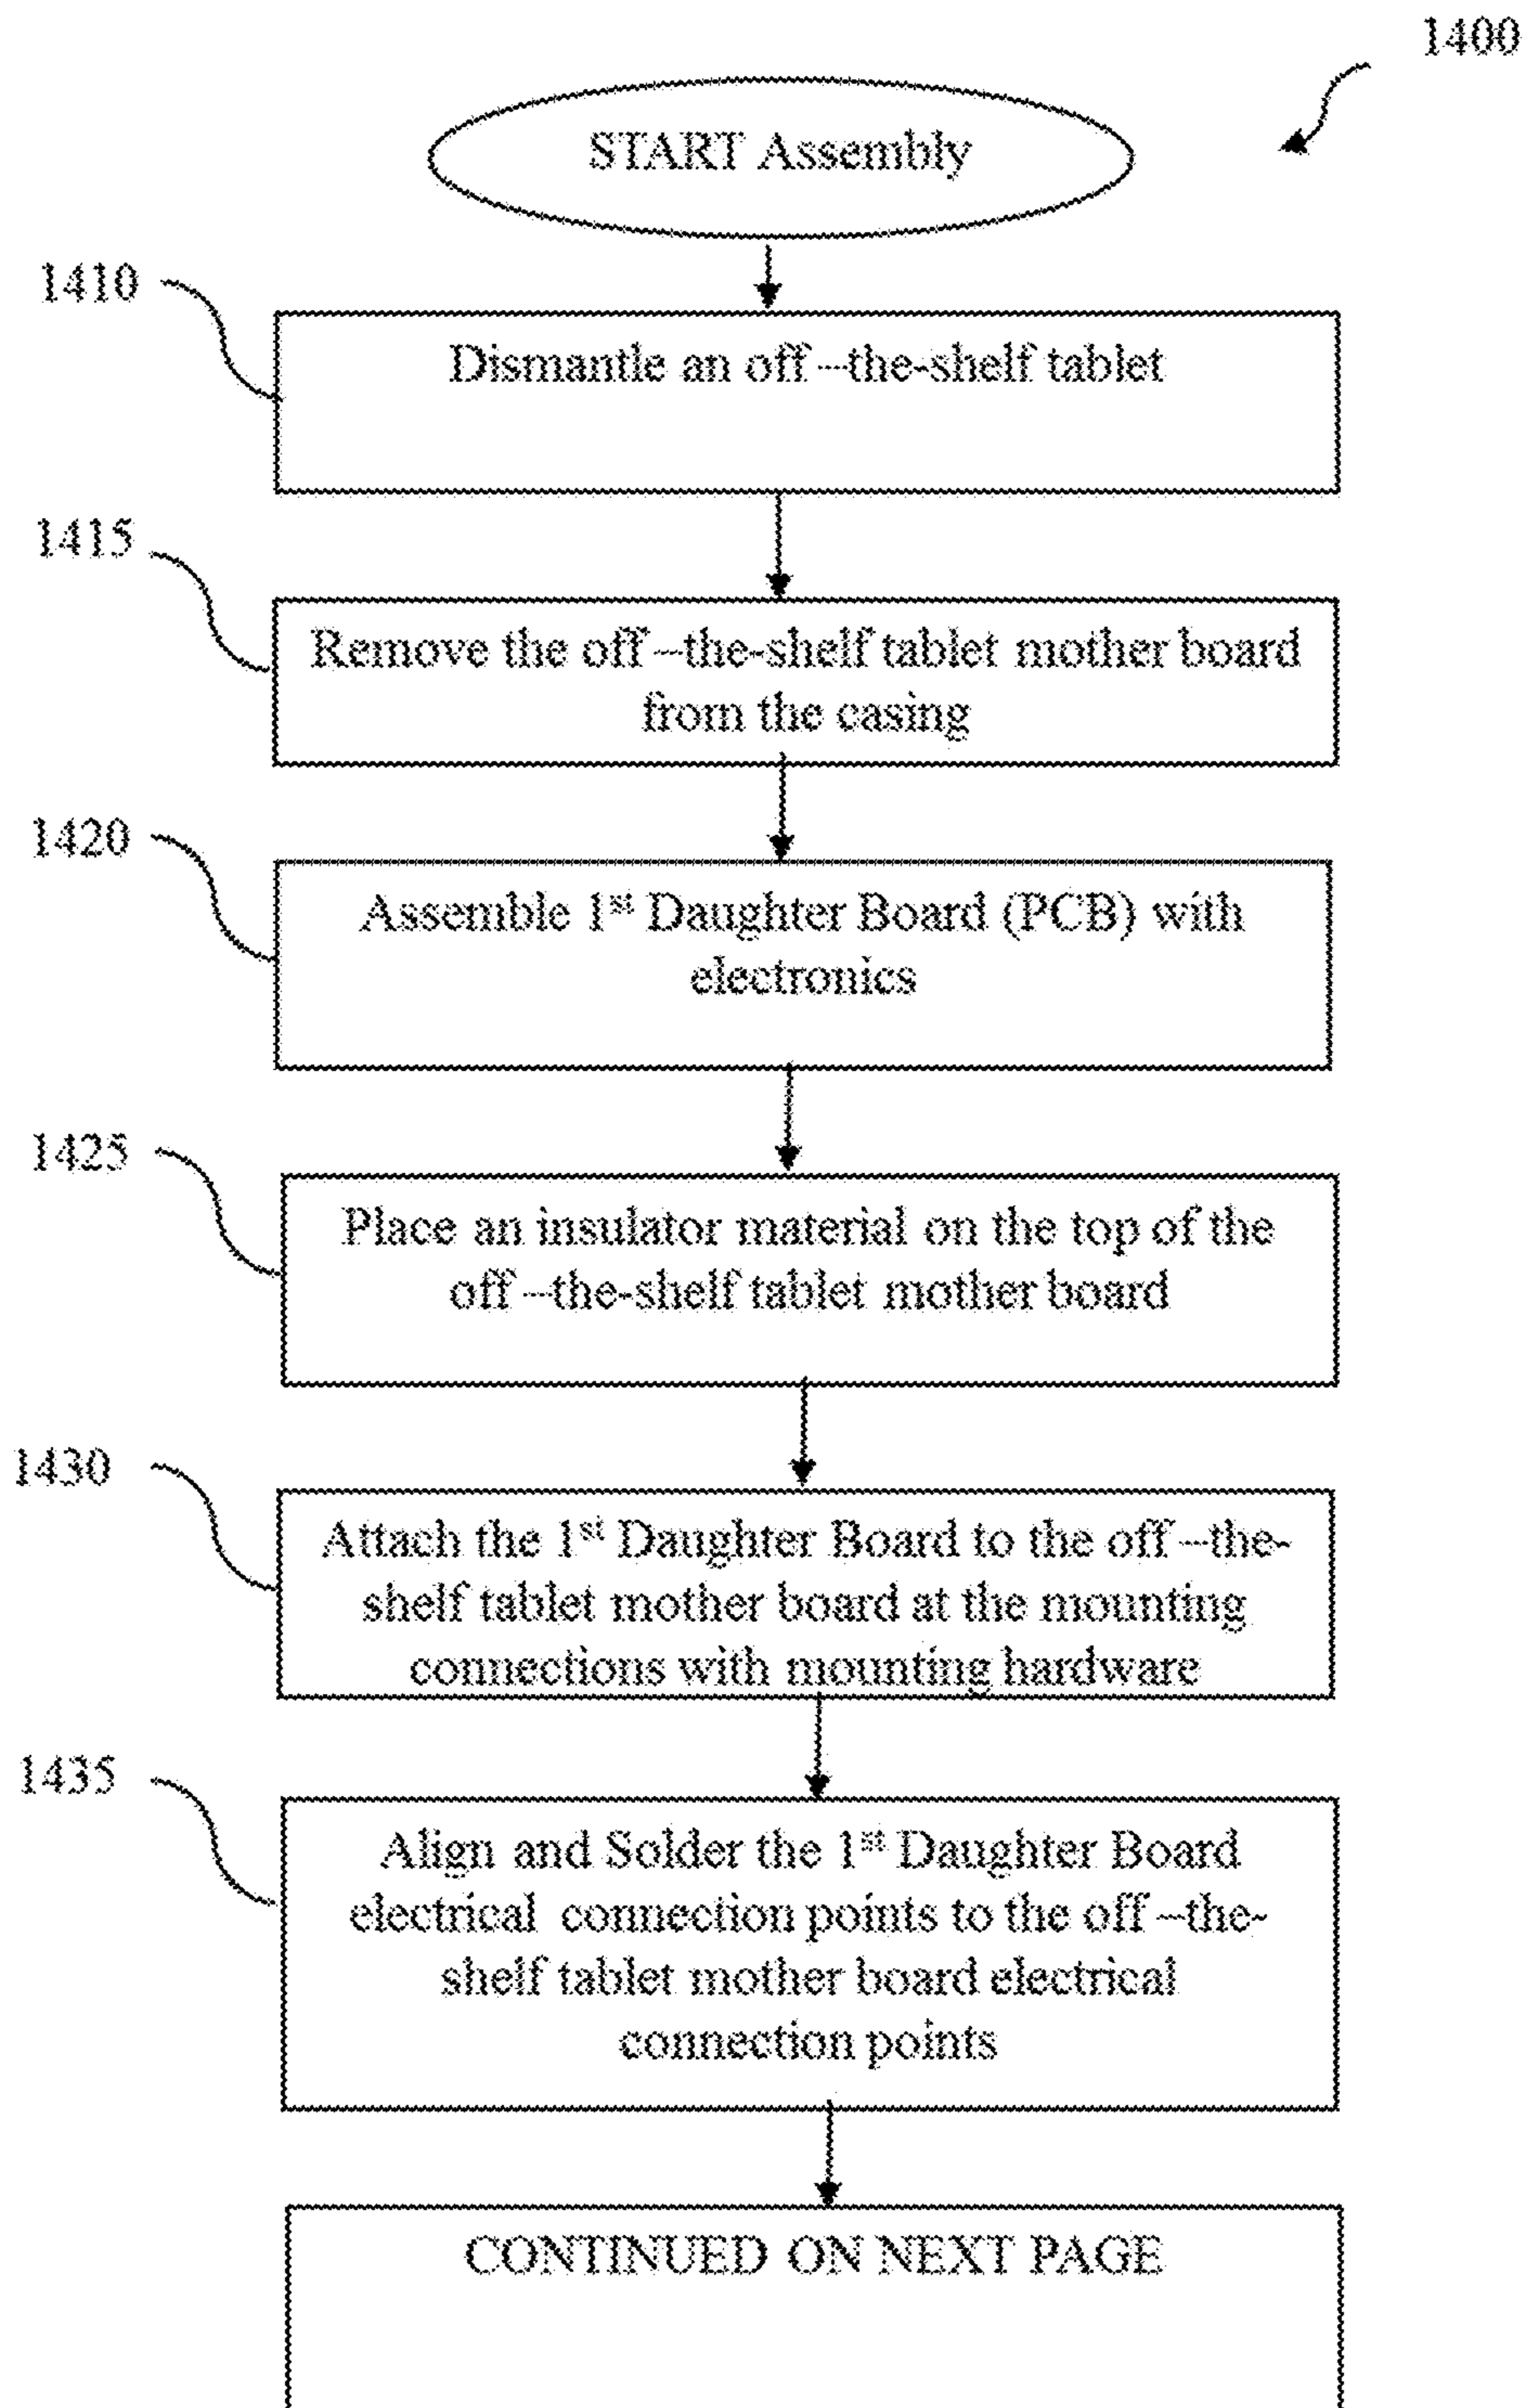 1400
START Assembly
1410
Dismantle an off –the-shelf tablet
1415
Remove the off –the-shelf tablet mother board
from the casing
1420
Assemble 1st Daughter Board (PCB) with
electronics
1425
Place an insulator material on the top of the
off –the-shelf tablet mother board
1430
Attach the 1st Daughter Board to the off –the-
shelf tablet mother board at the mounting
connections with mounting hardware
1435
Align and Solder the 1st Daughter Board
electrical connection points to the off –the-
shelf tablet mother board electrical
connection points
CONTINUED ON NEXT PAGE